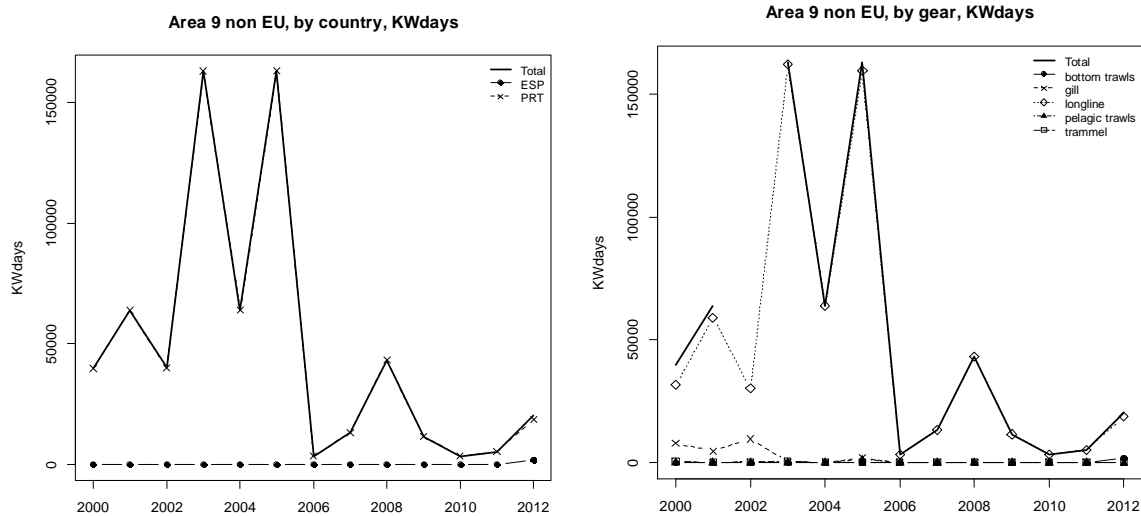 Area 9 non EU, by country, KWdays
KWdays
0
50000
100000
150000
2000
2002
2004
2006
2008
2010
2012
Total
ESP
PRT
Area 9 non EU, by gear, KWdays
KWdays
0
50000
100000
150000
2000
2002
2004
2006
2008
2010
2012
Total
bottom trawls
gill
longline
pelagic trawls
trammel